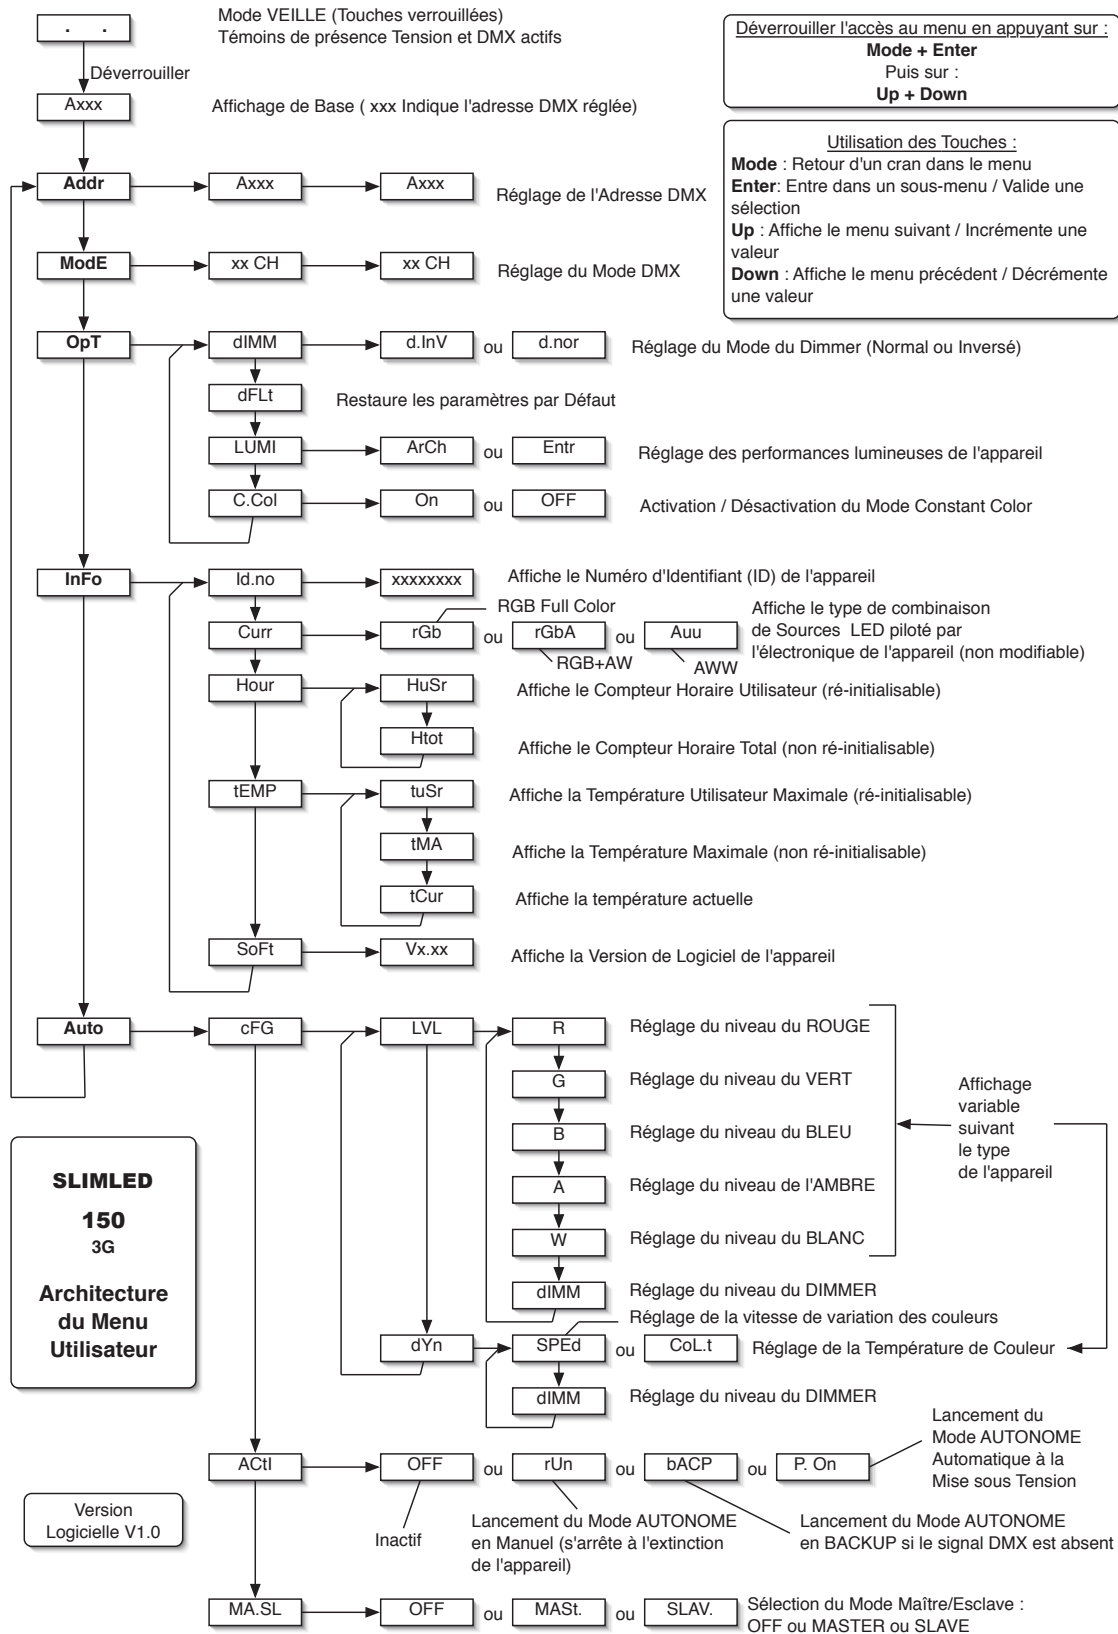 . .
Mode VEILLE (Touches verrouillées)
Témoins de présence Tension et DMX actifs
Déverrouiller
Axxx
Affichage de Base ( xxx Indique l'adresse DMX réglée)
Déverrouiller l'accès au menu en appuyant sur :
Mode + Enter
Puis sur :
Up + Down
Utilisation des Touches :
Mode : Retour d'un cran dans le menu
Enter: Entre dans un sous-menu / Valide une
sélection
Up : Affiche le menu suivant / Incrémente une
valeur
Down : Affiche le menu précédent / Décrémente
une valeur
Addr
Axxx
Axxx
Réglage de l'Adresse DMX
ModE
xx CH
xx CH
Réglage du Mode DMX
OpT
dIMM
d.InV
ou
d.nor
Réglage du Mode du Dimmer (Normal ou Inversé)
dFLt
Restaure les paramètres par Défaut
LUMI
ArCh
ou
Entr
Réglage des performances lumineuses de l'appareil
C.Col
On
ou
OFF
Activation / Désactivation du Mode Constant Color
InFo
Id.no
xxxxxxxx
Affiche le Numéro d'Identifiant (ID) de l'appareil
RGB Full Color
Curr
rGb
ou
rGbA
ou
Auu
RGB+AW
AWW
Affiche le type de combinaison
de Sources LED piloté par
l'électronique de l'appareil (non modifiable)
Hour
HuSr
Affiche le Compteur Horaire Utilisateur (ré-initialisable)
Htot
Affiche le Compteur Horaire Total (non ré-initialisable)
tEMP
tuSr
Affiche la Température Utilisateur Maximale (ré-initialisable)
tMA
Affiche la Température Maximale (non ré-initialisable)
tCur
Affiche la température actuelle
SoFt
Vx.xx
Affiche la Version de Logiciel de l'appareil
Auto
cFG
LVL
R
Réglage du niveau du ROUGE
G
Réglage du niveau du VERT
B
Réglage du niveau du BLEU
A
Réglage du niveau de l'AMBRE
W
Réglage du niveau du BLANC
Affichage
variable
suivant
le type
de l'appareil
dIMM
Réglage du niveau du DIMMER
Réglage de la vitesse de variation des couleurs
dYn
SPEd
ou
CoL.t
Réglage de la Température de Couleur
dIMM
Réglage du niveau du DIMMER
SLIMLED
150
3G
Architecture
du Menu
Utilisateur
ACtI
OFF
ou
rUn
ou
bACP
ou
P. On
Lancement du
Mode AUTONOME
Automatique à la
Mise sous Tension
Inactif
Lancement du Mode AUTONOME
en Manuel (s'arrête à l'extinction
de l'appareil)
Lancement du Mode AUTONOME
en BACKUP si le signal DMX est absent
Version
Logicielle V1.0
MA.SL
OFF
ou
MASt.
ou
SLAV.
Sélection du Mode Maître/Esclave :
OFF ou MASTER ou SLAVE